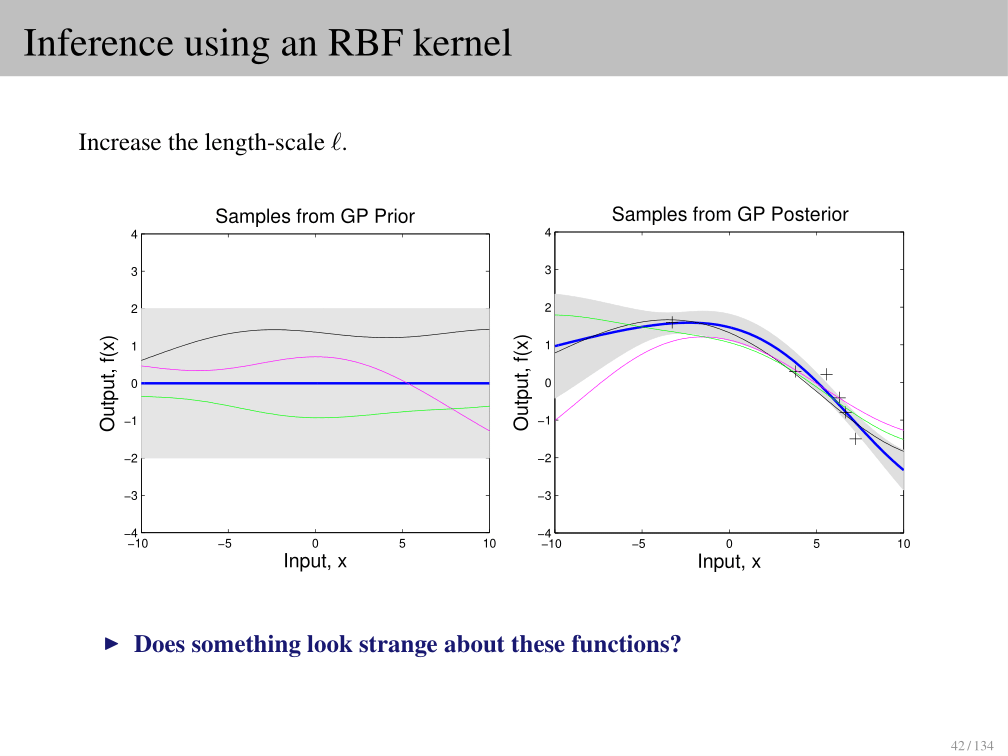 Inference using an RBF kernel
Increase the length-scale ℓ.
Samples from GP Prior
4
3
2
1
0
−1
−2
−3
−4
−10
−5
0
5
10
Output, f(x)
Input, x
Samples from GP Posterior
4
3
2
1
0
−1
−2
−3
−4
−10
−5
0
5
10
Output, f(x)
Input, x
▶ Does something look strange about these functions?
42 / 134